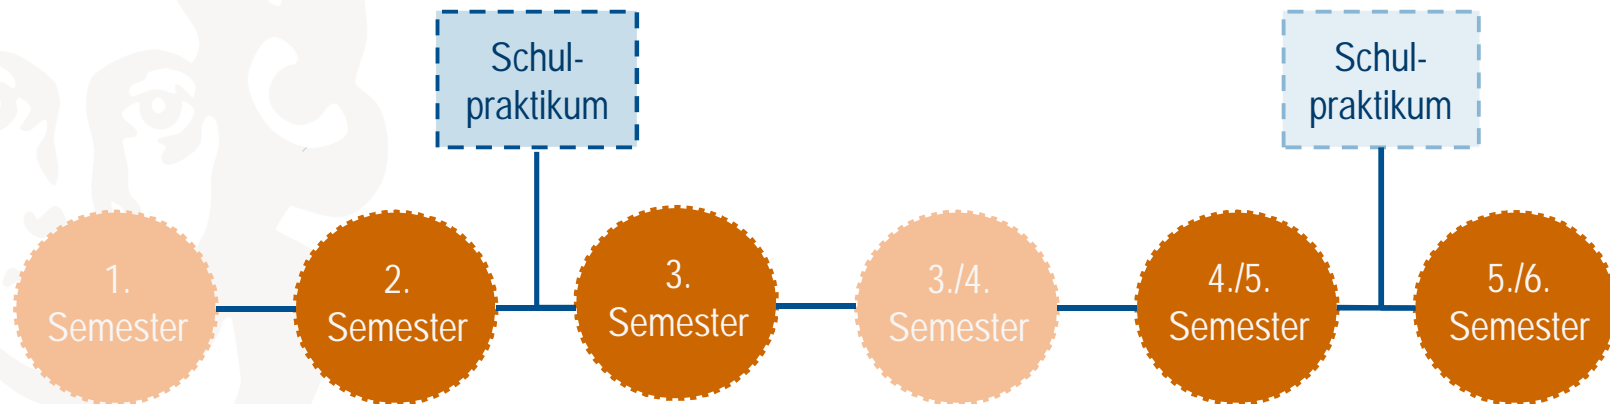 Schul-
praktikum
Schul-
praktikum
1.
Semester
2.
Semester
3.
Semester
3./4.
Semester
4./5.
Semester
5./6.
Semester